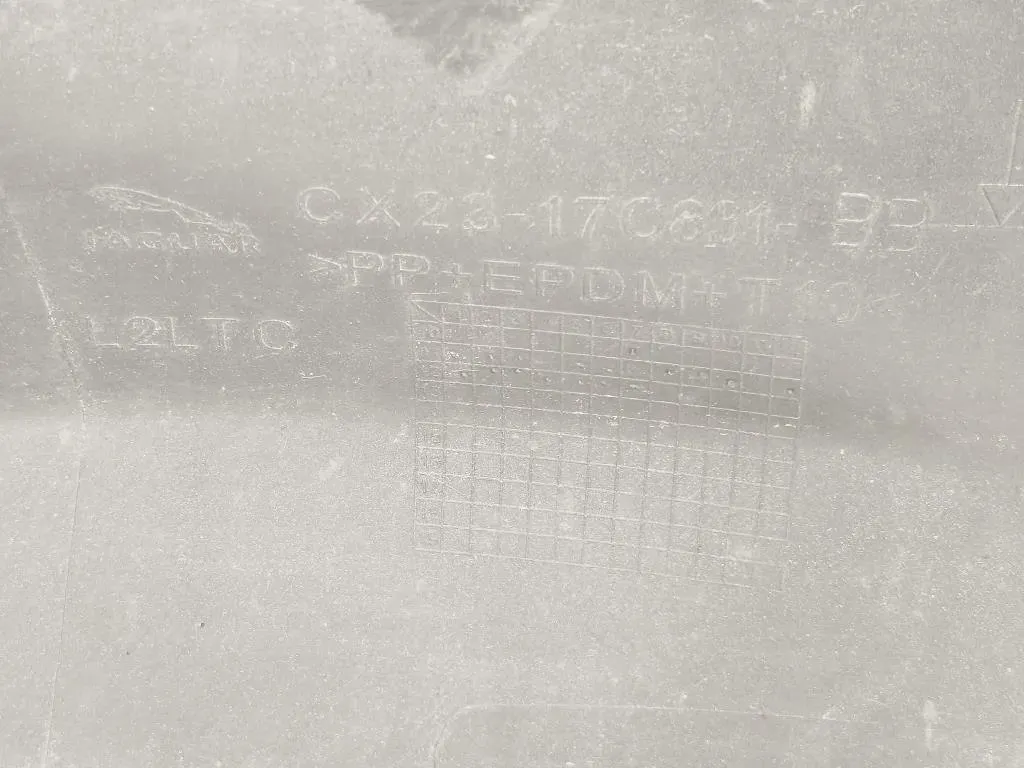 JAGUAR
CX23-17C831-BB
>PP+EPDM+T10<
L2LTC